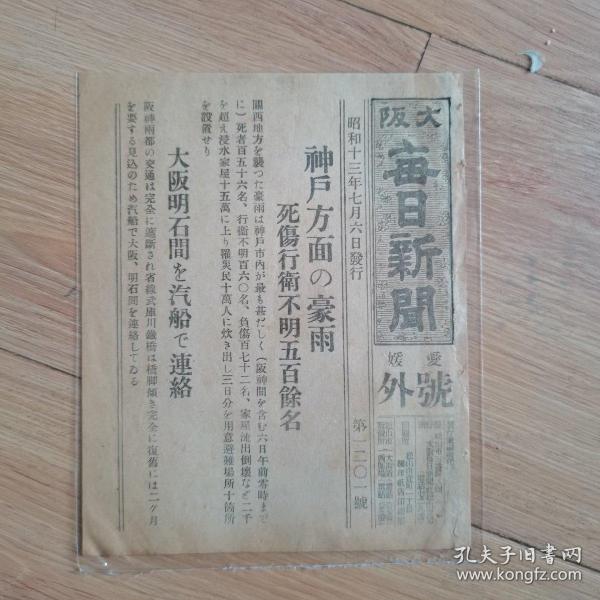 大阪
毎日新聞
愛媛
號外
昭和十三年七月六日發行
第一二〇一號
神戶方面の豪雨
死傷行衛不明五百餘名
關西地方を襲つた豪雨は神戶市內が最も甚だしく(阪神間を含む六日午前零時まで
に)死者百五十六名、行衛不明百六〇名、負傷百七十二名、家屋流出倒壞など二千
を超え浸水家屋十五萬に上り罹災民十萬人に炊き出し三日分を用意避難場所十箇所
を設置せり
大阪明石間を汽船で連絡
阪神兩都の交通は完全に遮斷され省線武庫川鐵橋は橋脚傾き完全に復舊には二ケ月
を要する見込のため汽船で大阪、明石間を連絡してゐる
孔夫子旧书网
www.kongfz.com